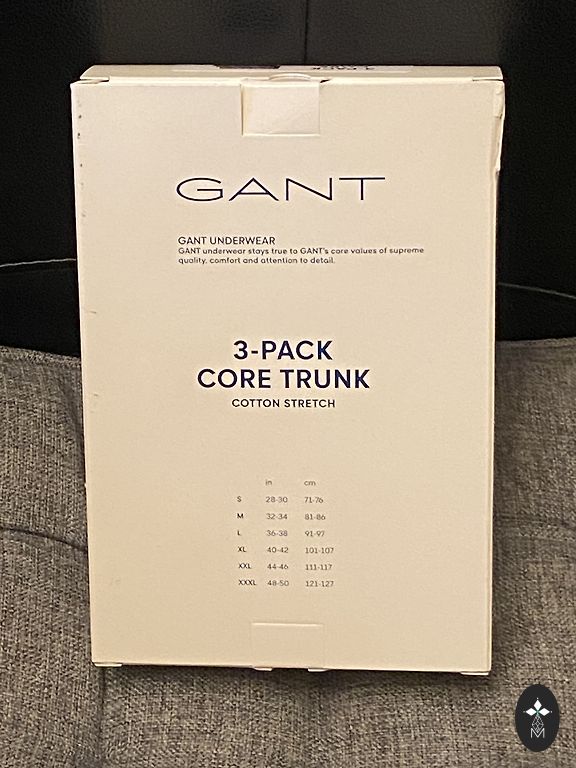 GANT
GANT UNDERWEAR
GANT underwear stays true to GANT's core values of supreme
quality, comfort and attention to detail.
3-PACK
CORE TRUNK
COTTON STRETCH
in cm
S 28-30 71-76
M 32-34 81-86
L 36-38 91-97
XL 40-42 101-107
XXL 44-46 111-117
XXXL 48-50 121-127
M